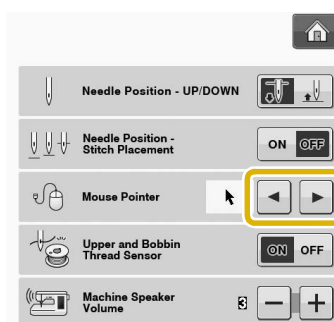 Needle Position - UP/DOWN
Needle Position -
Stitch Placement
ON OFF
Mouse Pointer
Upper and Bobbin
Thread Sensor
ON OFF
Machine Speaker
Volume
3 - +